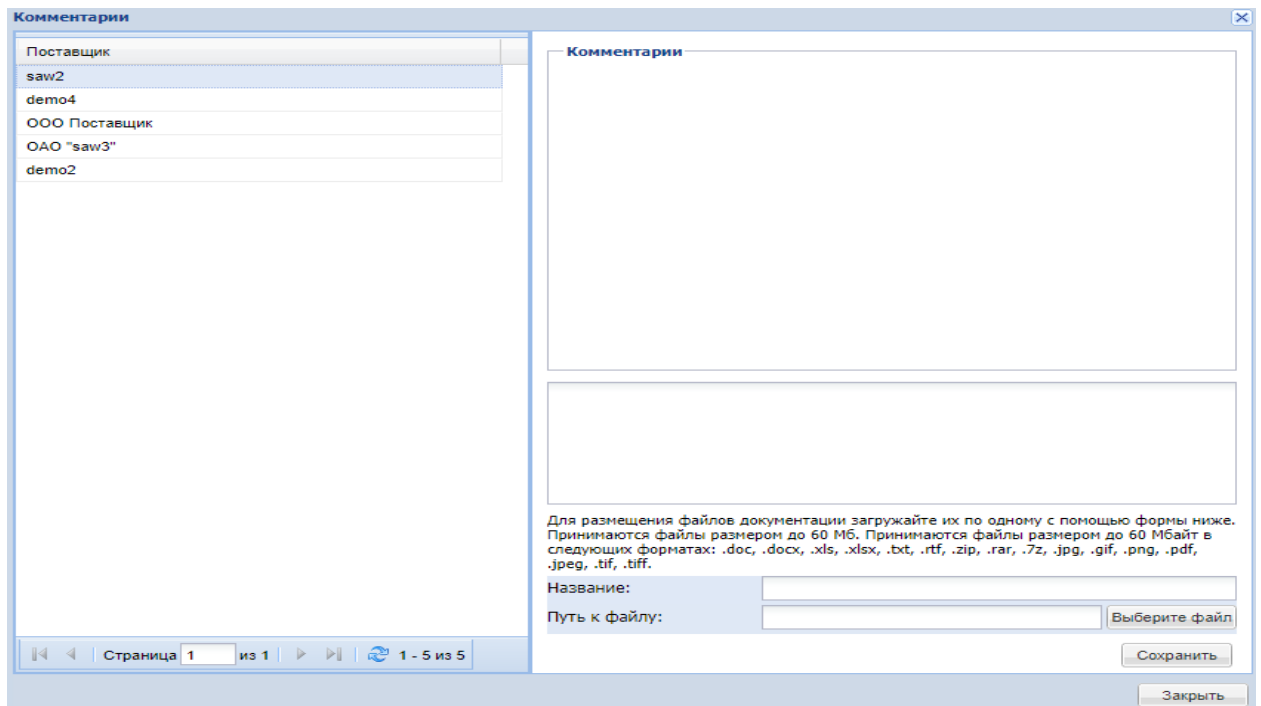 Комментарии
Поставщик
saw2
demo4
ООО Поставщик
ОАО "saw3"
demo2
Страница 1 из 1 1 - 5 из 5
Комментарии
Для размещения файлов документации загружайте их по одному с помощью формы ниже.
Принимаются файлы размером до 60 Мб. Принимаются файлы размером до 60 Мбайт в
следующих форматах: .doc, .docx, .xls, .xlsx, .txt, .rtf, .zip, .rar, .7z, .jpg, .gif, .png, .pdf,
.jpeg, .tif, .tiff.
Название:
Путь к файлу: Выберите файл
Сохранить
Закрыть